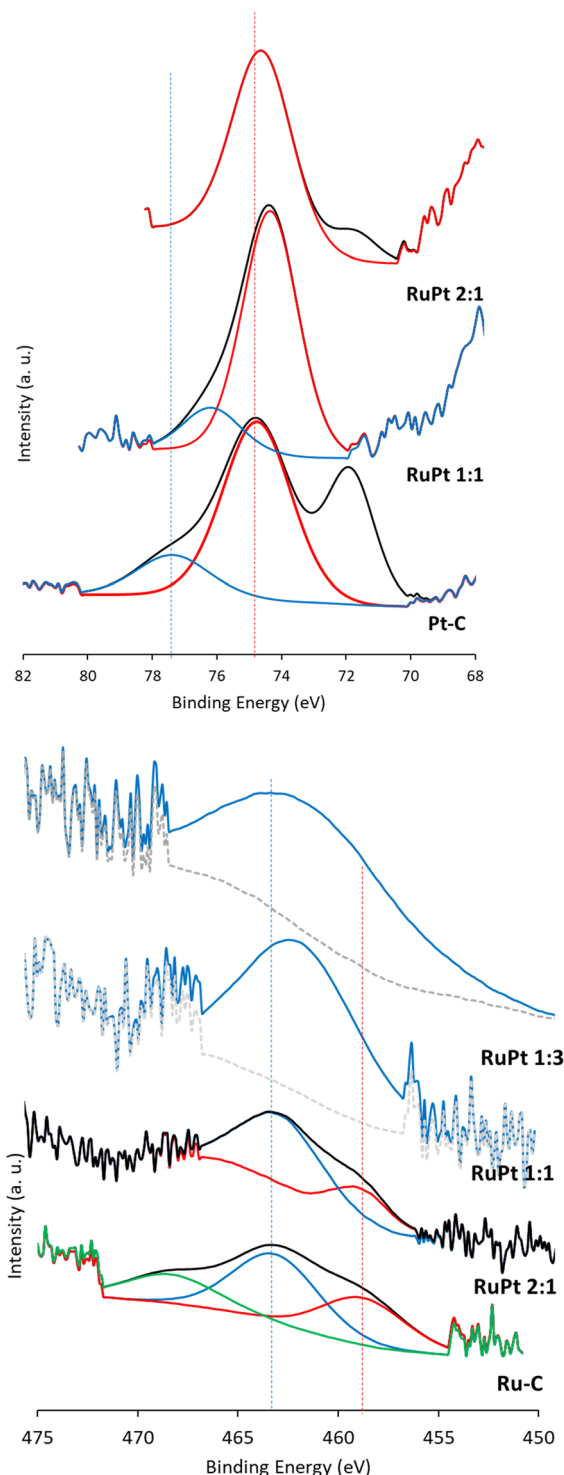 RuPt 2:1
Intensity (a. u.)
RuPt 1:1
Pt-C
82 80 78 76 74 72 70 68
Binding Energy (eV)
RuPt 1:3
RuPt 1:1
Intensity (a. u.)
RuPt 2:1
Ru-C
475 470 465 460 455 450
Binding Energy (eV)